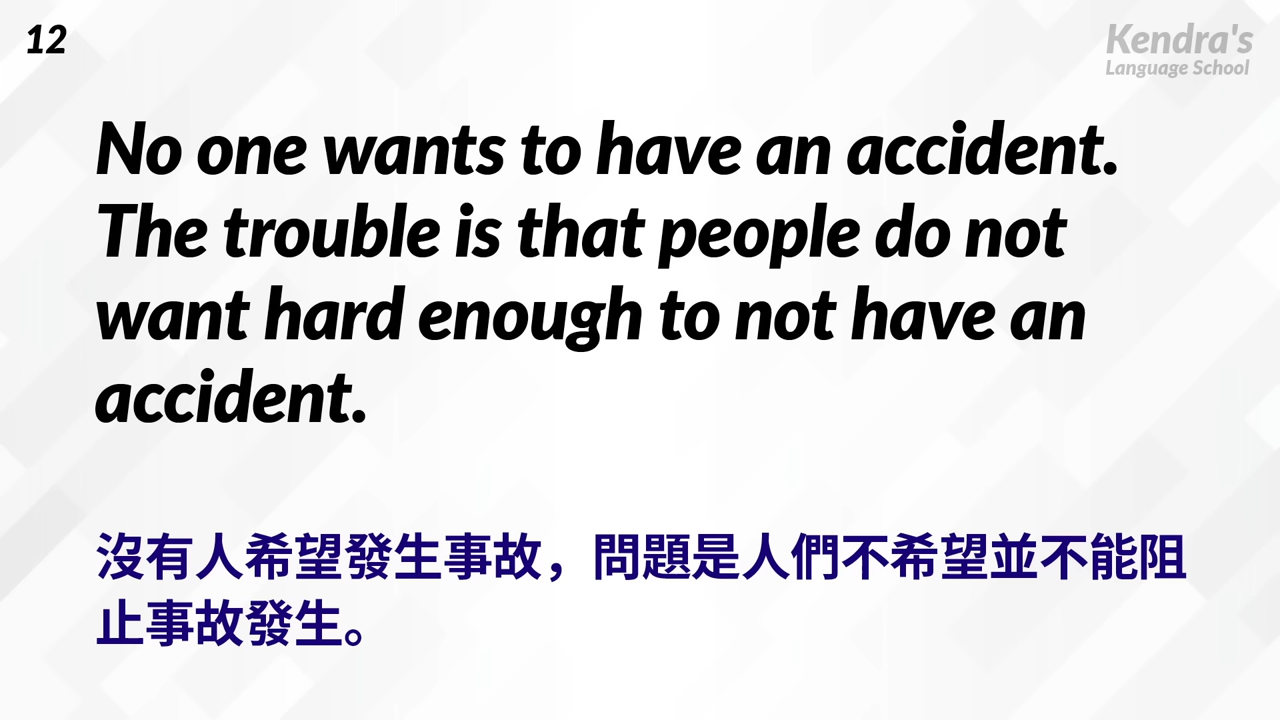 12
Kendra's
Language School
No one wants to have an accident.
The trouble is that people do not
want hard enough to not have an
accident.
沒有人希望發生事故，問題是人們不希望並不能阻
止事故發生。